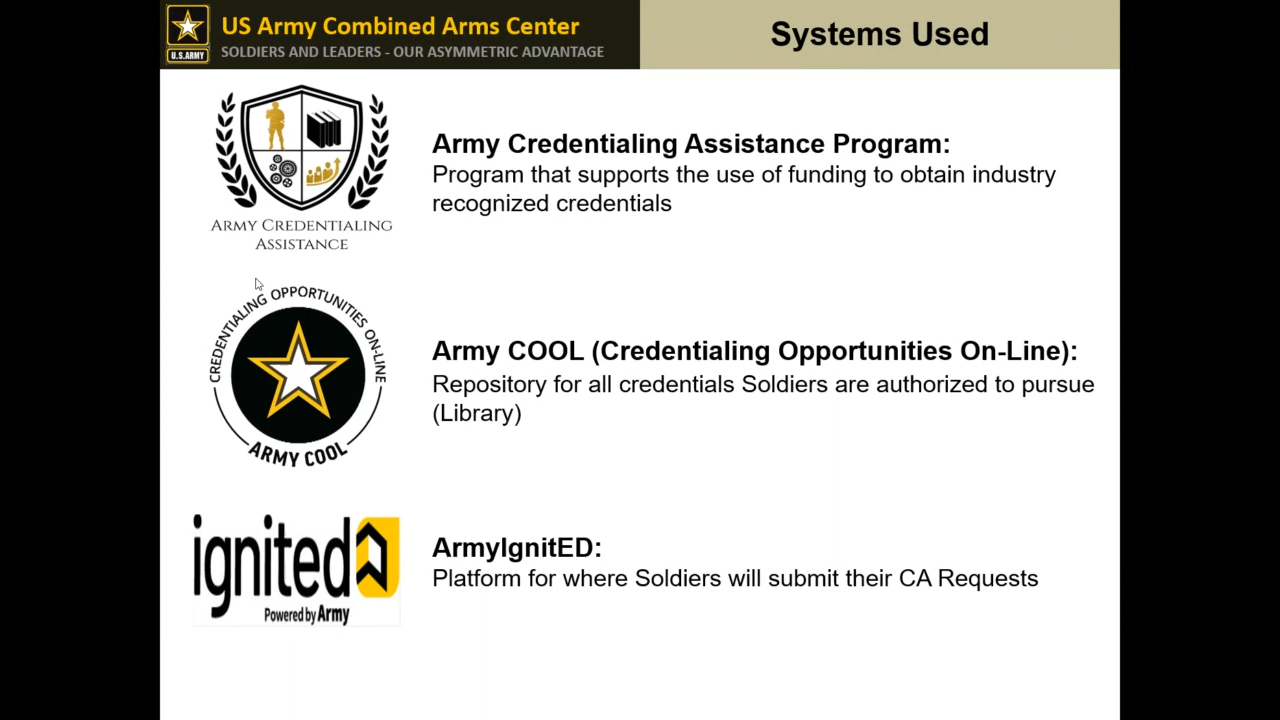 US Army Combined Arms Center
SOLDIERS AND LEADERS - OUR ASYMMETRIC ADVANTAGE
U.S.ARMY
Systems Used
ARMY CREDENTIALING
ASSISTANCE
Army Credentialing Assistance Program:
Program that supports the use of funding to obtain industry
recognized credentials
CREDENTIALING OPPORTUNITIES ON-LINE
ARMY COOL
Army COOL (Credentialing Opportunities On-Line):
Repository for all credentials Soldiers are authorized to pursue
(Library)
ignited
Powered by Army
ArmyIgnitED:
Platform for where Soldiers will submit their CA Requests